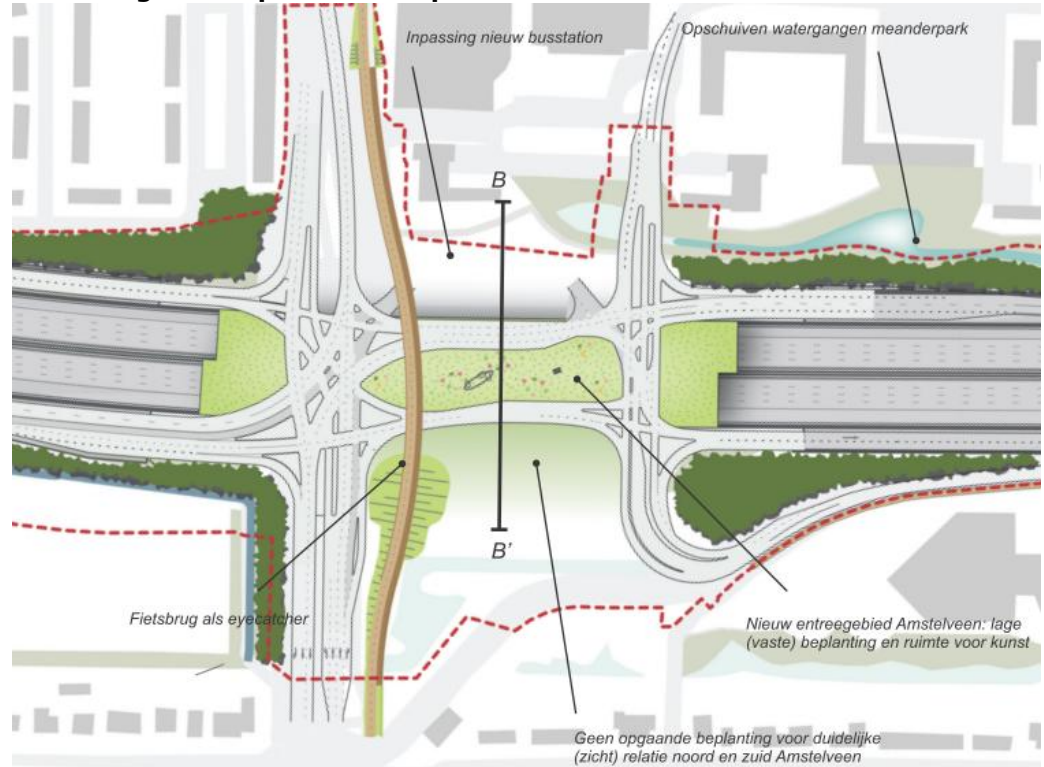 Inpassing nieuw busstation
Opschuiven watergangen meanderpark
B
B'
Fietsbrug als eyecatcher
Nieuw entreegebied Amstelveen: lage
(vaste) beplanting en ruimte voor kunst
Geen opgaande beplanting voor duidelijke
(zicht) relatie noord en zuid Amstelveen